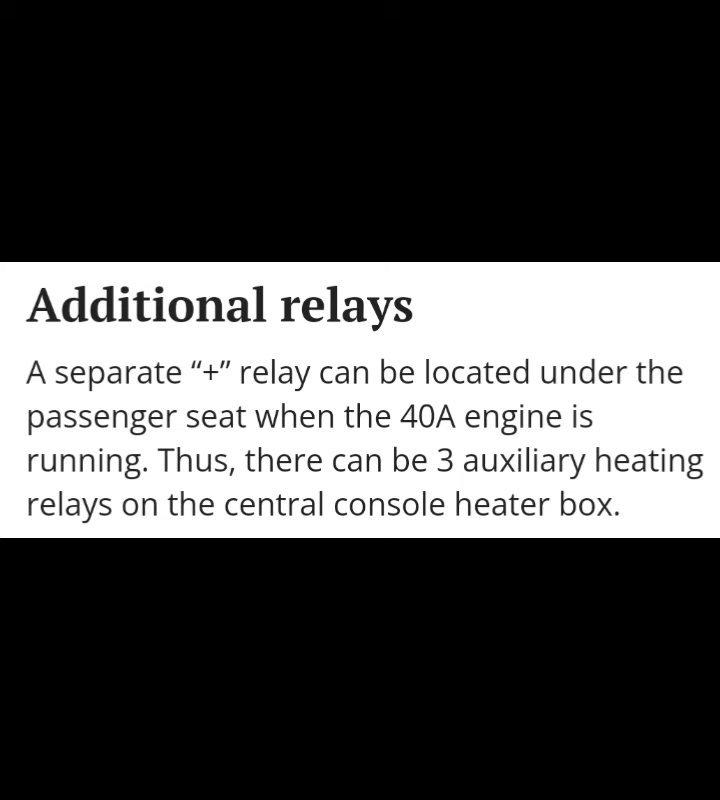 Additional relays
A separate “+” relay can be located under the
passenger seat when the 40A engine is
running. Thus, there can be 3 auxiliary heating
relays on the central console heater box.